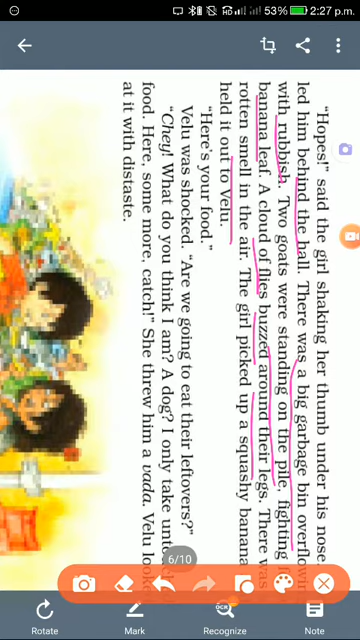 53% 2:27 p.m.
"Hopes!" said the girl shaking her thumb under his nose.
led him behind the hall. There was a big garbage bin
with rubbish. Two goats were standing on the pile, fighting
banana leaf. A cloud of flies buzzed around their legs. There was
rotten smell in the air. The girl picked up a squashy banana
held it out to Velu.
"Here's your food."
Velu was shocked. "Are we going to eat their leftovers?"
"Chey! What do you think I am? A dog? I only take
food. Here, some more, catch!" She threw him a vada. Velu
at it with distaste.
6/10
Rotate
Mark
OCR
Recognize
Note